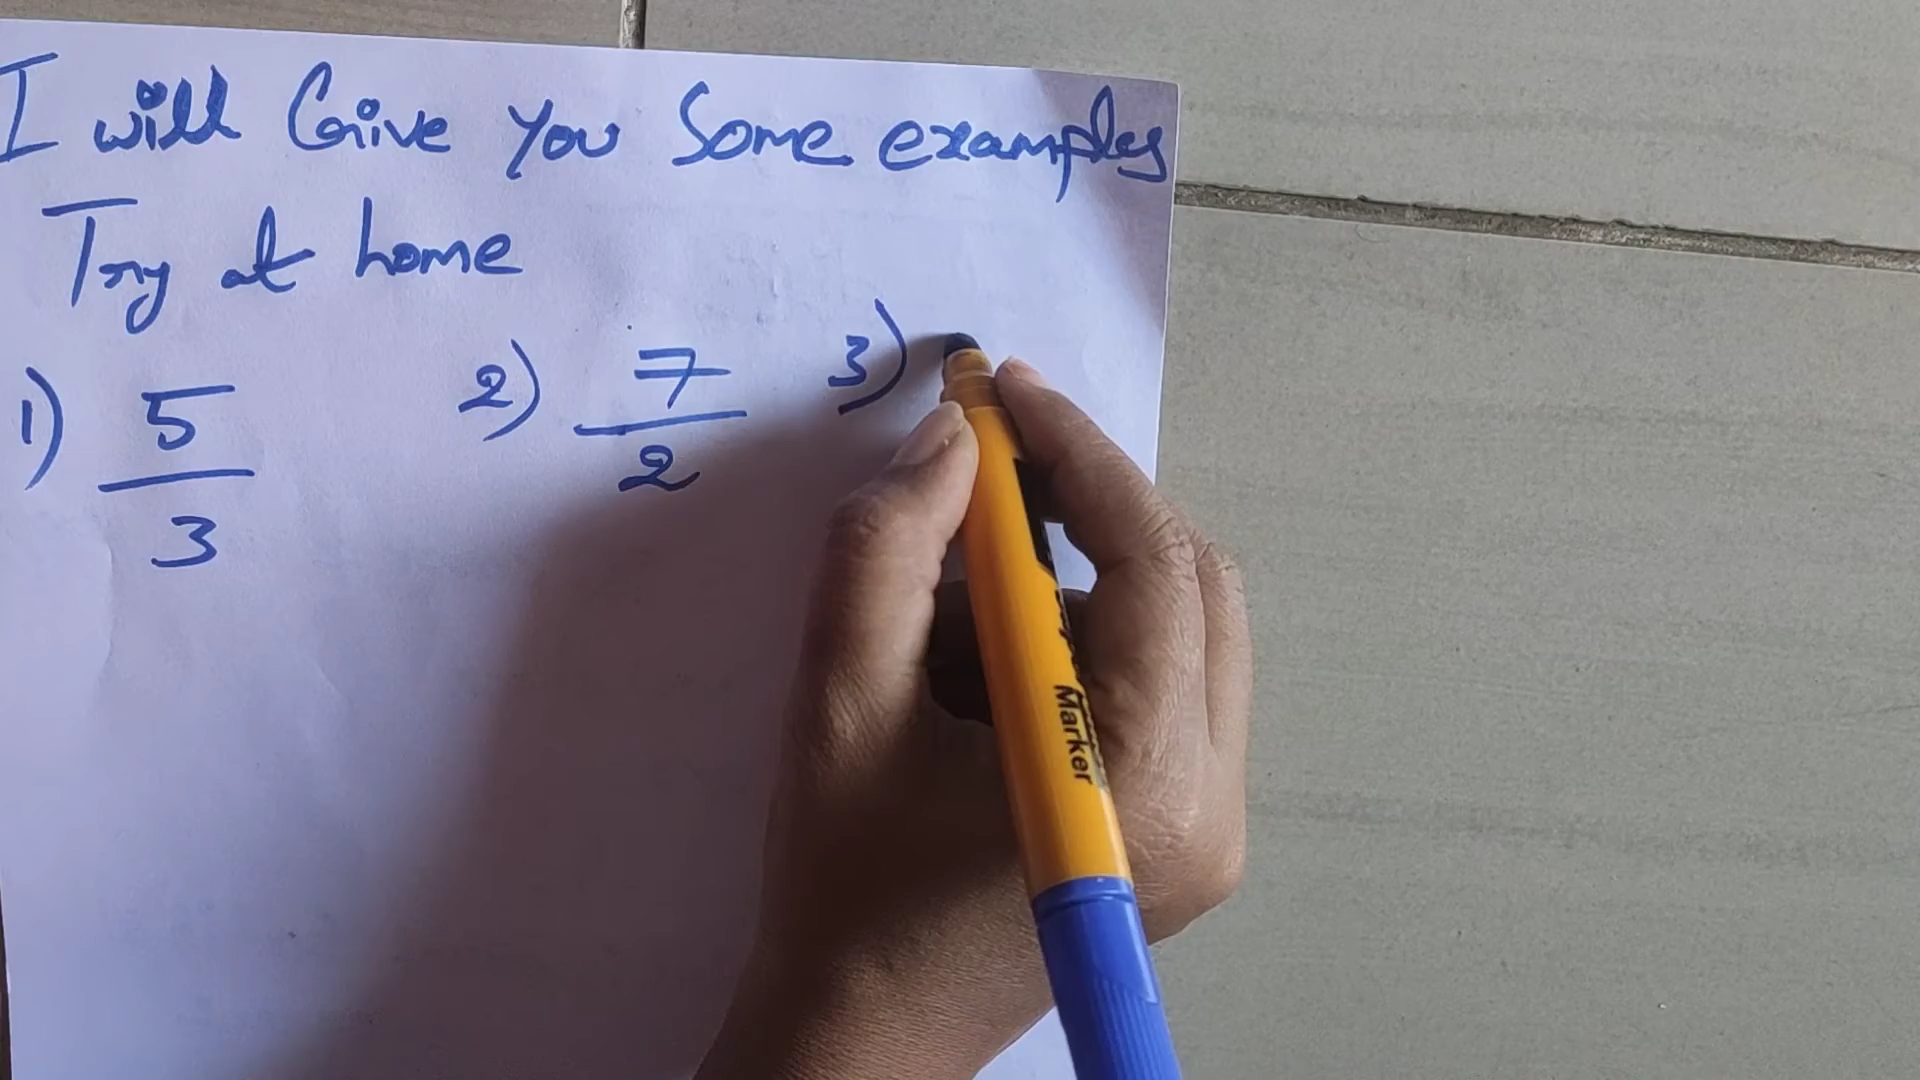 I will Give You Some examples
Try at home
1) 5/3 2) 7/2 3)
Marker